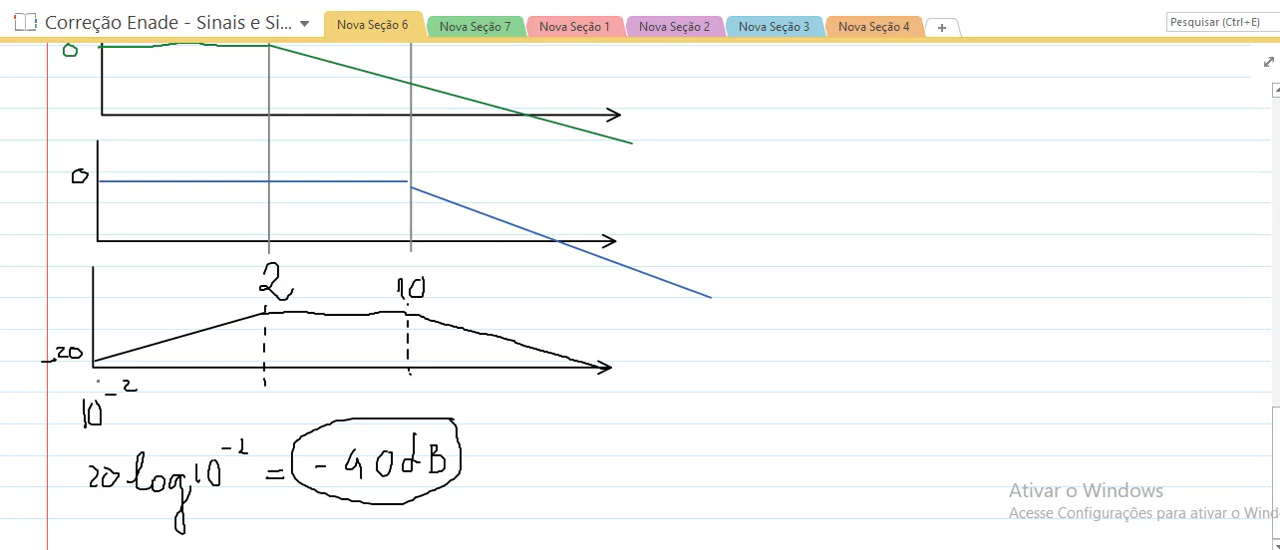 Correção Enade - Sinais e Si...
Nova Seção 6
Nova Seção 7
Nova Seção 1
Nova Seção 2
Nova Seção 3
Nova Seção 4
Pesquisar (Ctrl+E)
0
0
2
10
-20
10⁻²
20 log 10⁻² = -40dB
Ativar o Windows
Acesse Configurações para ativar o Wind